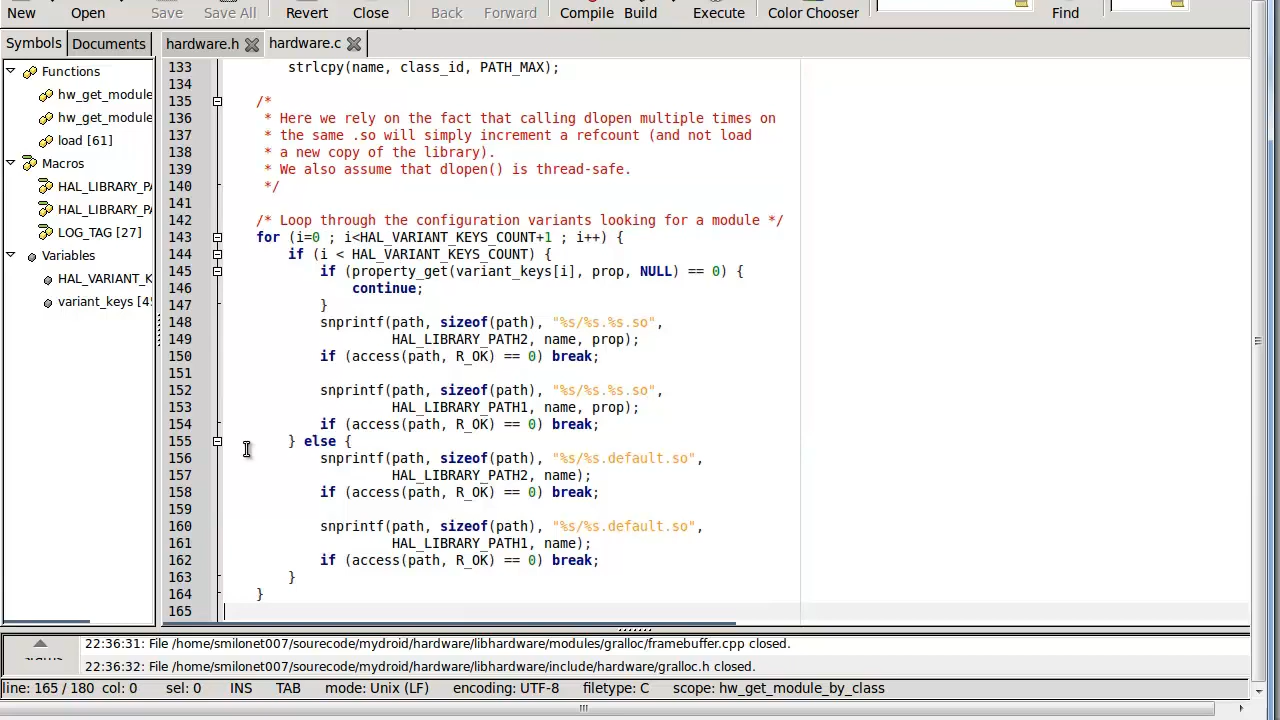 New Open Save Save All Revert Close Back Forward Compile Build Execute Color Chooser Find
Symbols Documents hardware.h hardware.c
Functions
hw_get_module
hw_get_module
load [61]
Macros
HAL_LIBRARY_PA
HAL_LIBRARY_PA
LOG_TAG [27]
Variables
HAL_VARIANT_K
variant_keys [45
133 strlcpy(name, class_id, PATH_MAX);
134
135 /*
136 * Here we rely on the fact that calling dlopen multiple times on
137 * the same .so will simply increment a refcount (and not load
138 * a new copy of the library).
139 * We also assume that dlopen() is thread-safe.
140 */
141
142 /* Loop through the configuration variants looking for a module */
143 for (i=0 ; i<HAL_VARIANT_KEYS_COUNT+1 ; i++) {
144 if (i < HAL_VARIANT_KEYS_COUNT) {
145 if (property_get(variant_keys[i], prop, NULL) == 0) {
146 continue;
147 }
148 snprintf(path, sizeof(path), "%s/%s.%s.so",
149 HAL_LIBRARY_PATH2, name, prop);
150 if (access(path, R_OK) == 0) break;
151
152 snprintf(path, sizeof(path), "%s/%s.%s.so",
153 HAL_LIBRARY_PATH1, name, prop);
154 if (access(path, R_OK) == 0) break;
155 } else {
156 snprintf(path, sizeof(path), "%s/%s.default.so",
157 HAL_LIBRARY_PATH2, name);
158 if (access(path, R_OK) == 0) break;
159
160 snprintf(path, sizeof(path), "%s/%s.default.so",
161 HAL_LIBRARY_PATH1, name);
162 if (access(path, R_OK) == 0) break;
163 }
164 }
165
22:36:31: File /home/smilonet007/sourecode/mydroid/hardware/libhardware/modules/gralloc/framebuffer.cpp closed.
22:36:32: File /home/smilonet007/sourecode/mydroid/hardware/libhardware/include/hardware/gralloc.h closed.
line: 165 / 180 col: 0 sel: 0 INS TAB mode: Unix (LF) encoding: UTF-8 filetype: C scope: hw_get_module_by_class